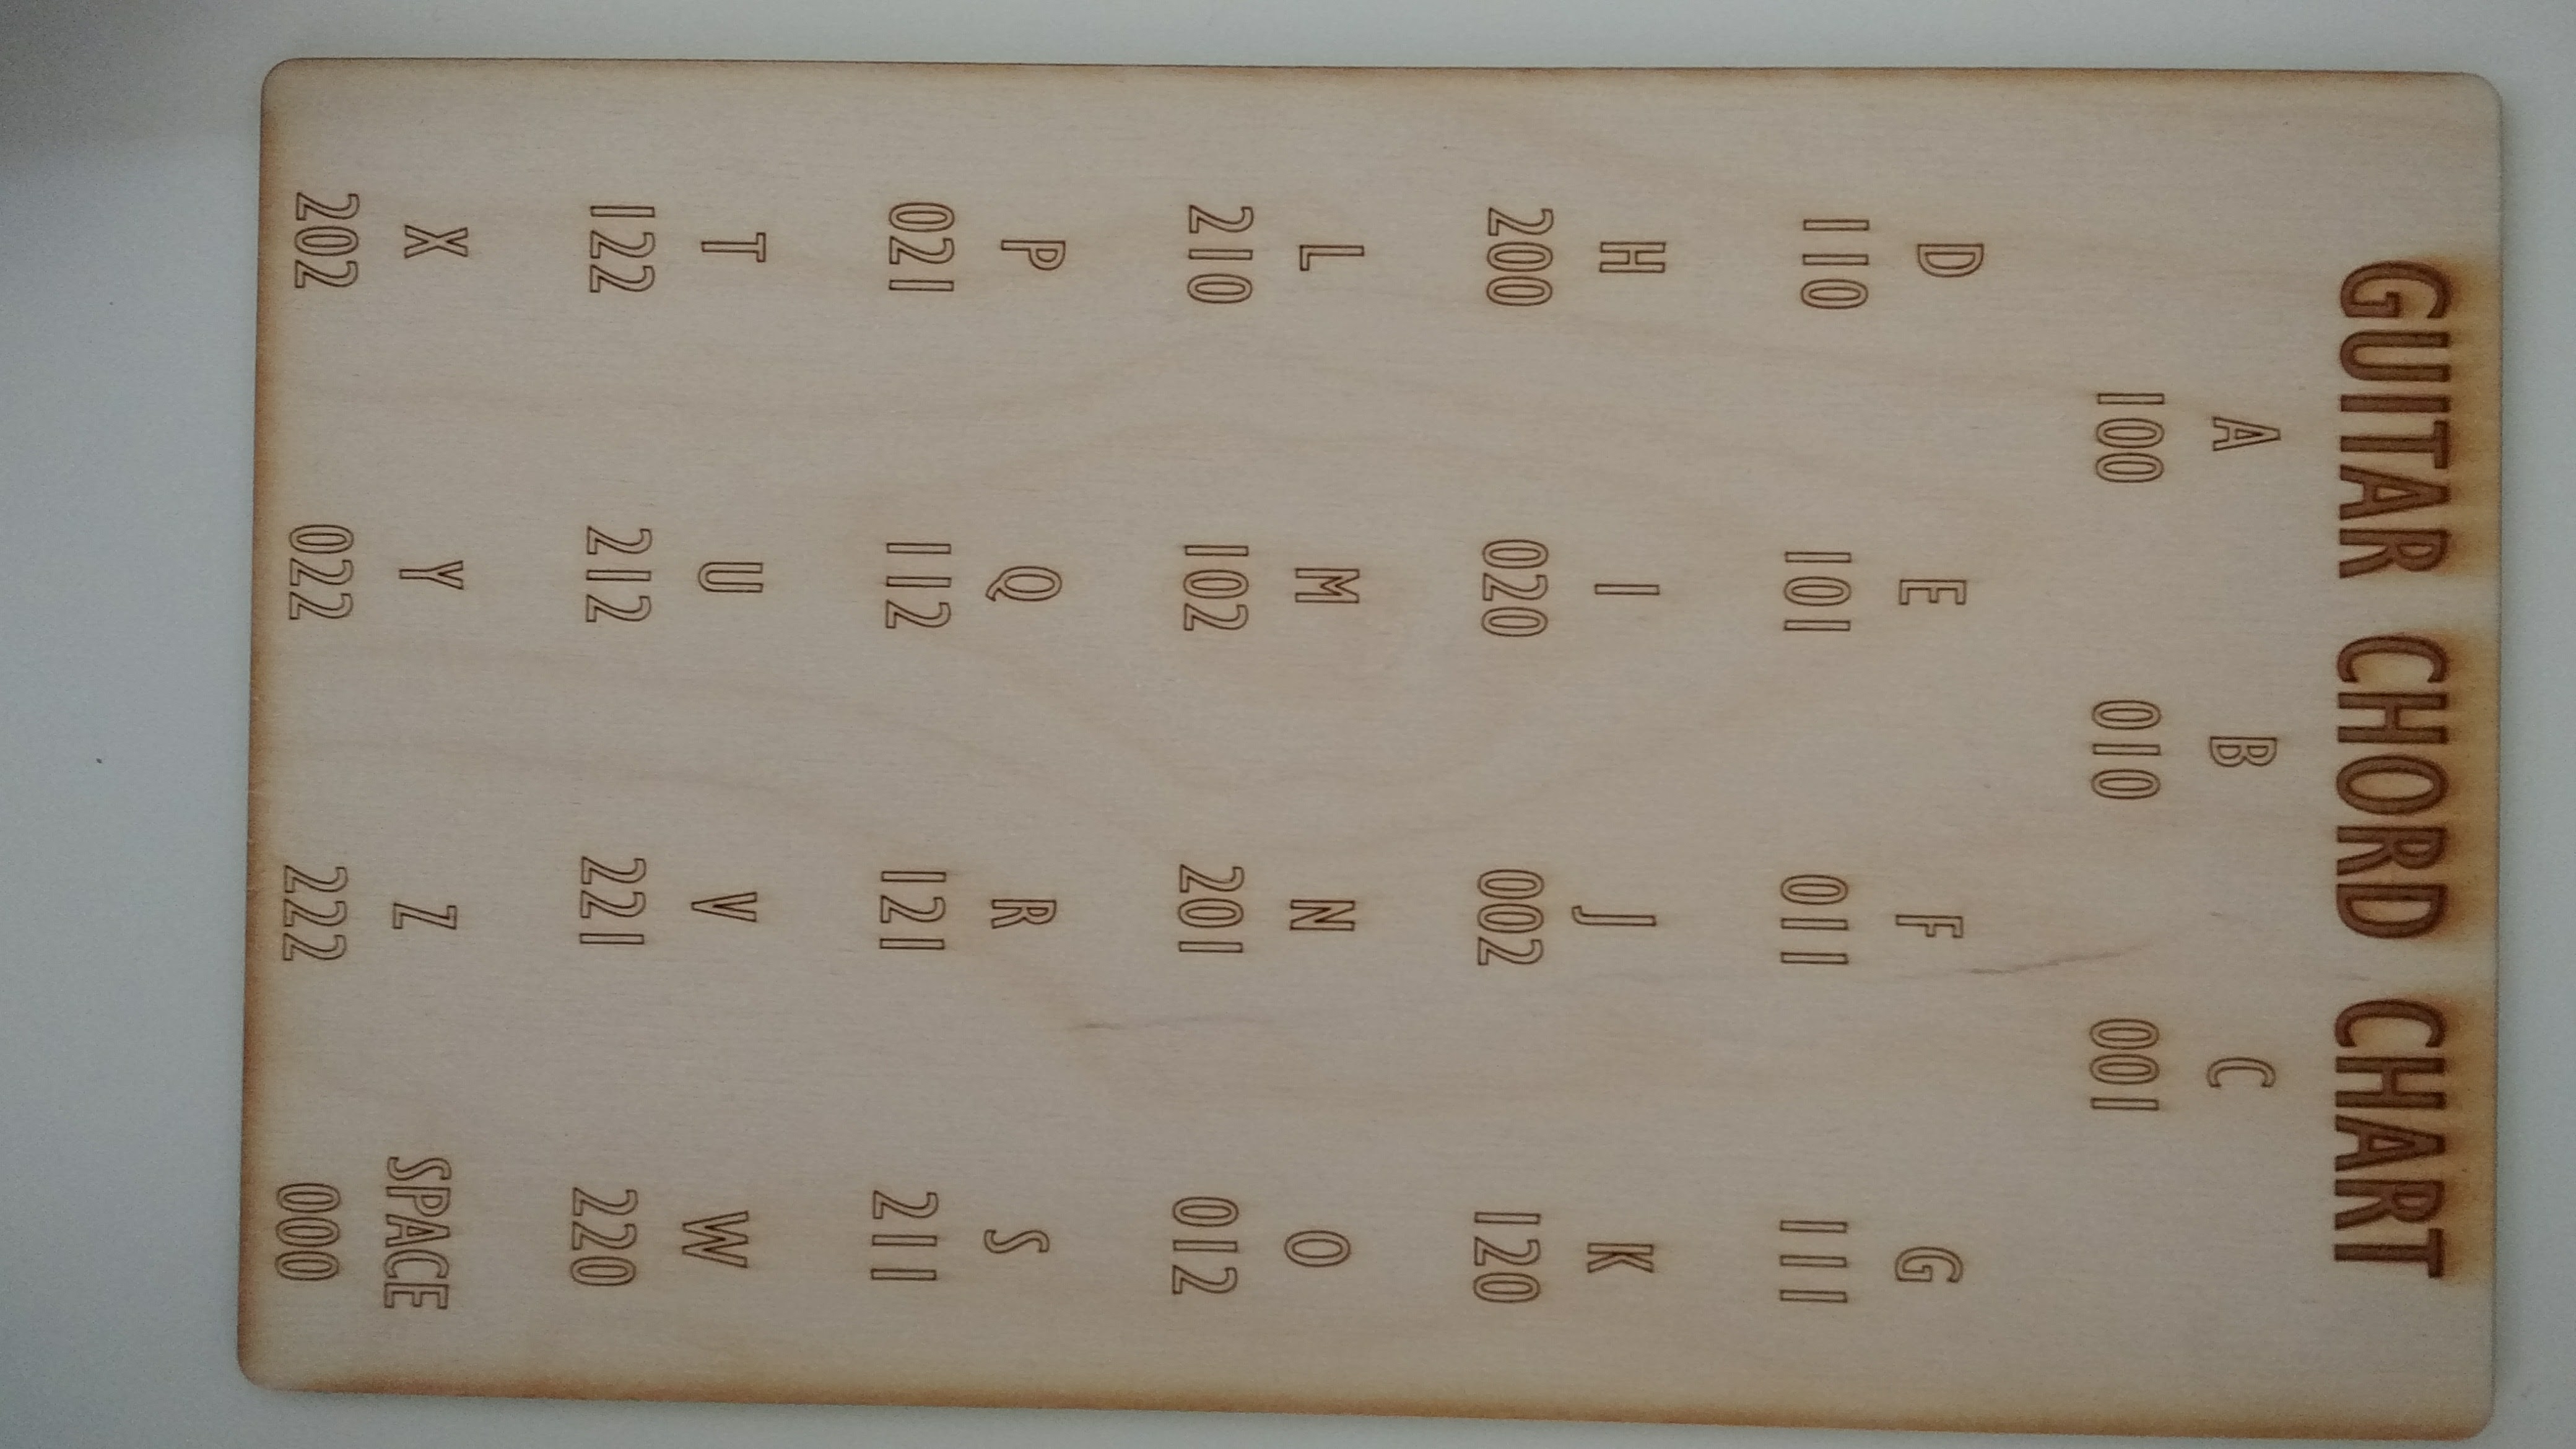 GUITAR CHORD CHART
A B C
100 010 001
D E F G
110 101 011 111
H I J K
200 020 002 120
L M N O
210 102 201 012
P Q R S
021 112 121 211
T U V W
122 212 221 220
X Y Z SPACE
202 022 222 000